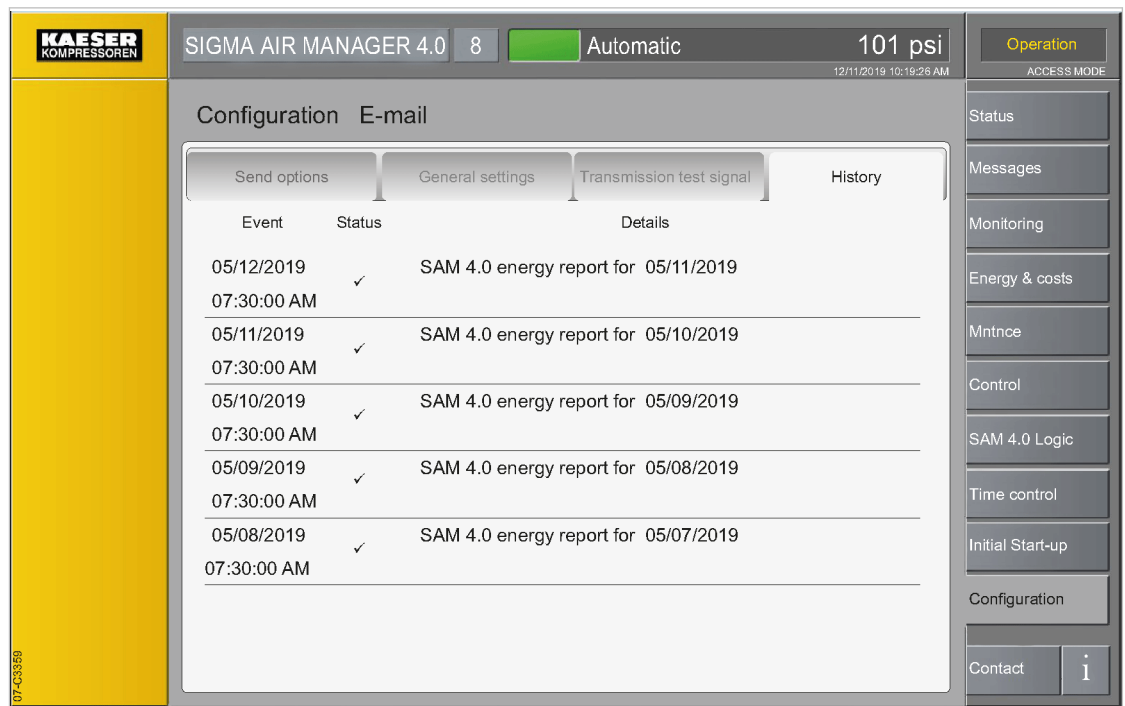 KAESER
KOMPRESSOREN
SIGMA AIR MANAGER 4.0 8 Automatic 101 psi
12/11/2019 10:19:26 AM
Operation
ACCESS MODE
Configuration E-mail
Send options General settings Transmission test signal History
Event Status Details
05/12/2019 ✓ SAM 4.0 energy report for 05/11/2019
07:30:00 AM
05/11/2019 ✓ SAM 4.0 energy report for 05/10/2019
07:30:00 AM
05/10/2019 ✓ SAM 4.0 energy report for 05/09/2019
07:30:00 AM
05/09/2019 ✓ SAM 4.0 energy report for 05/08/2019
07:30:00 AM
05/08/2019 ✓ SAM 4.0 energy report for 05/07/2019
07:30:00 AM
Status
Messages
Monitoring
Energy & costs
Mntnce
Control
SAM 4.0 Logic
Time control
Initial Start-up
Configuration
Contact i
07-C3359